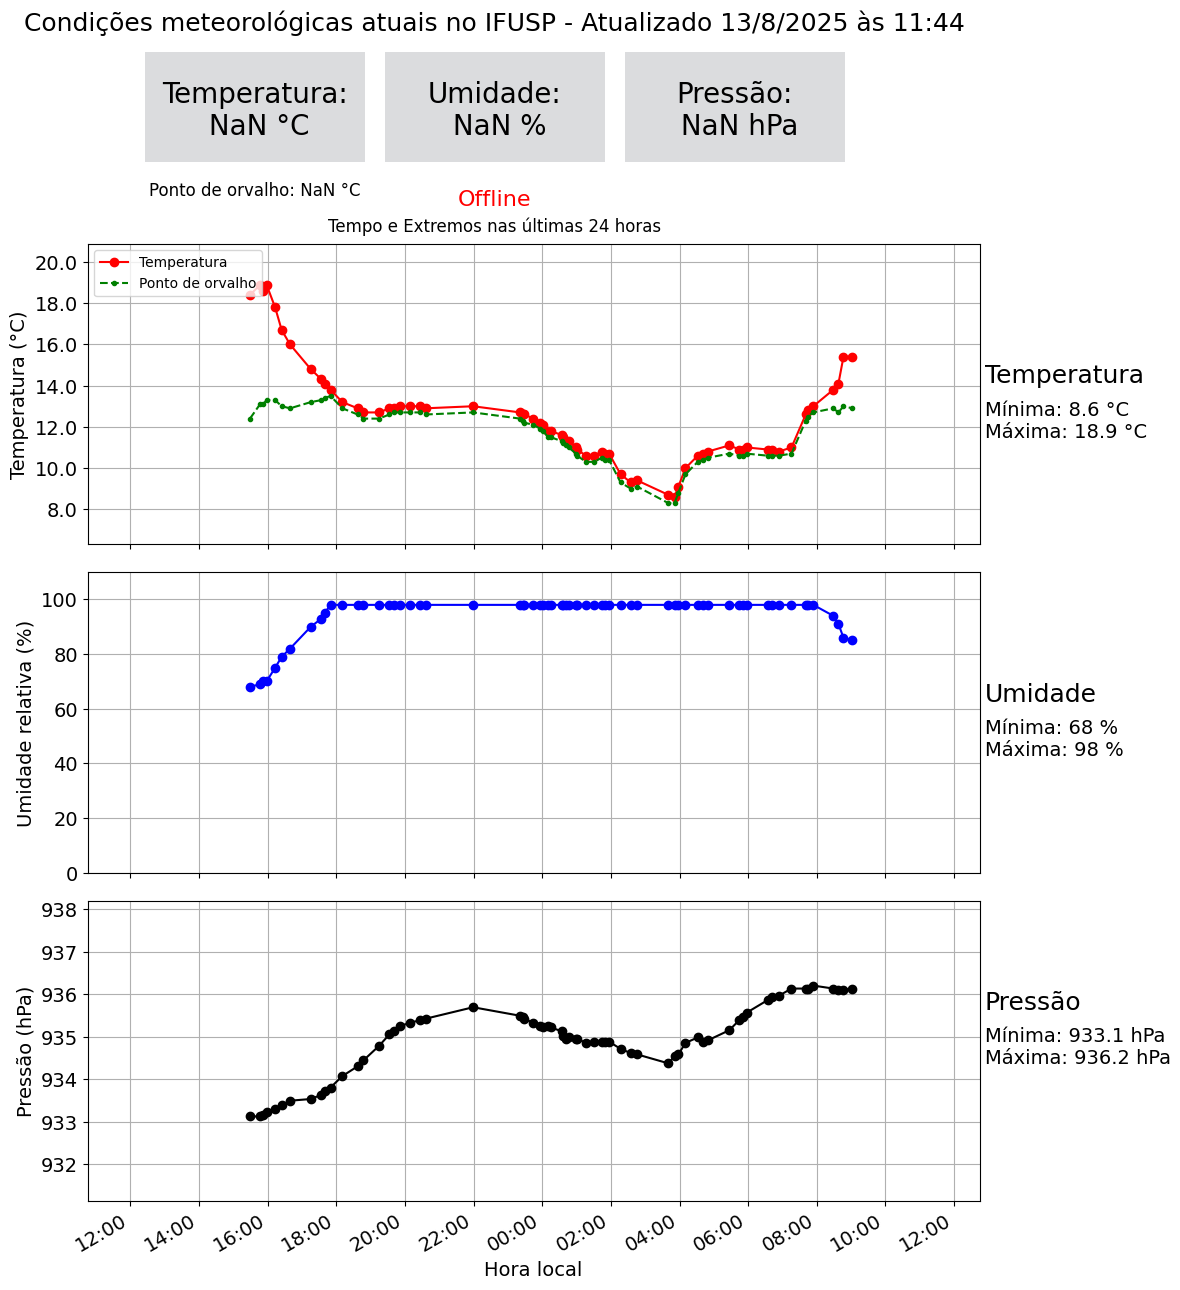 Condições meteorológicas atuais no IFUSP - Atualizado 13/8/2025 às 11:44
Temperatura:
NaN °C
Umidade:
NaN %
Pressão:
NaN hPa
Ponto de orvalho: NaN °C
Offline
Tempo e Extremos nas últimas 24 horas
Temperatura
Ponto de orvalho
Temperatura (°C)
20.0
18.0
16.0
14.0
12.0
10.0
8.0
Temperatura
Mínima: 8.6 °C
Máxima: 18.9 °C
Umidade relativa (%)
100
80
60
40
20
0
Umidade
Mínima: 68 %
Máxima: 98 %
Pressão (hPa)
938
937
936
935
934
933
932
Pressão
Mínima: 933.1 hPa
Máxima: 936.2 hPa
12:00
14:00
16:00
18:00
20:00
22:00
00:00
02:00
04:00
06:00
08:00
10:00
12:00
Hora local